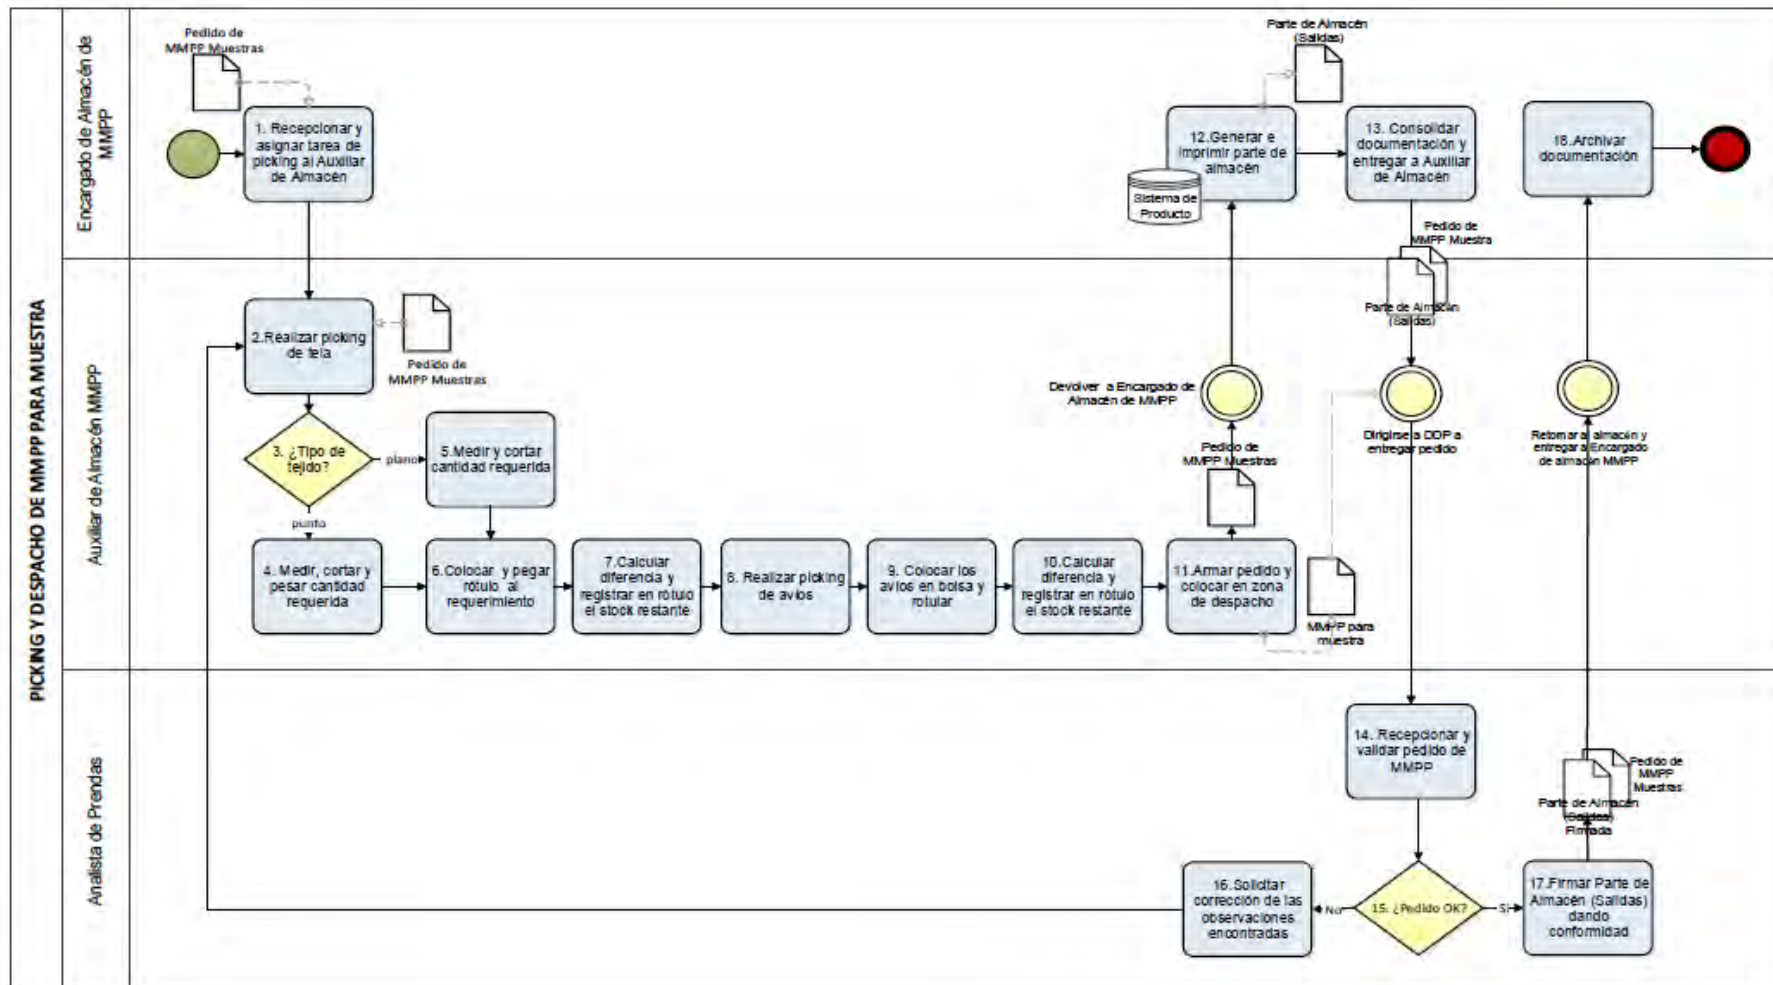 PICKING Y DESPACHO DE MMPP PARA MUESTRA
Encargado de Almacén de
MMPP
Pedido de
MMPP Muestras
1. Recepcionar y
asignar tarea de
picking al Auxiliar
de Almacén
Parte de Almacén
(Salidas)
12.Generar e
imprimir parte de
almacén
Sistema de
Producto
13. Consolidar
documentación y
entregar a Auxiliar
de Almacén
18.Archivar
documentación
Pedido de
MMPP Muestra
Parte de Almacén
(Salidas)
Auxiliar de Almacén MMPP
2.Realizar picking
de tela
Pedido de
MMPP Muestras
3. ¿Tipo de
tejido?
plano
5.Medir y cortar
cantidad requerida
punto
4. Medir, cortar y
pesar cantidad
requerida
6.Colocar y pegar
rótulo al
requerimiento
7.Calcular
diferencia y
registrar en rótulo
el stock restante
8. Realizar picking
de avíos
9. Colocar los
avíos en bolsa y
rotular
10.Calcular
diferencia y
registrar en rótulo
el stock restante
11.Armar pedido y
colocar en zona
de despacho
Pedido de
MMPP Muestras
Devolver a Encargado de
Almacén de MMPP
MMPP para
muestra
Dirigirse a DDP a
entregar pedido
Retornar al almacén y
entregar a Encargado
de almacén MMPP
Analista de Prendas
14. Recepcionar y
validar pedido de
MMPP
15. ¿Pedido OK?
No
Sí
16.Solicitar
corrección de las
observaciones
encontradas
17.Firmar Parte de
Almacén (Salidas)
dando
conformidad
Pedido de
MMPP
Muestras
Parte de Almacén
(Salidas)
Firmada